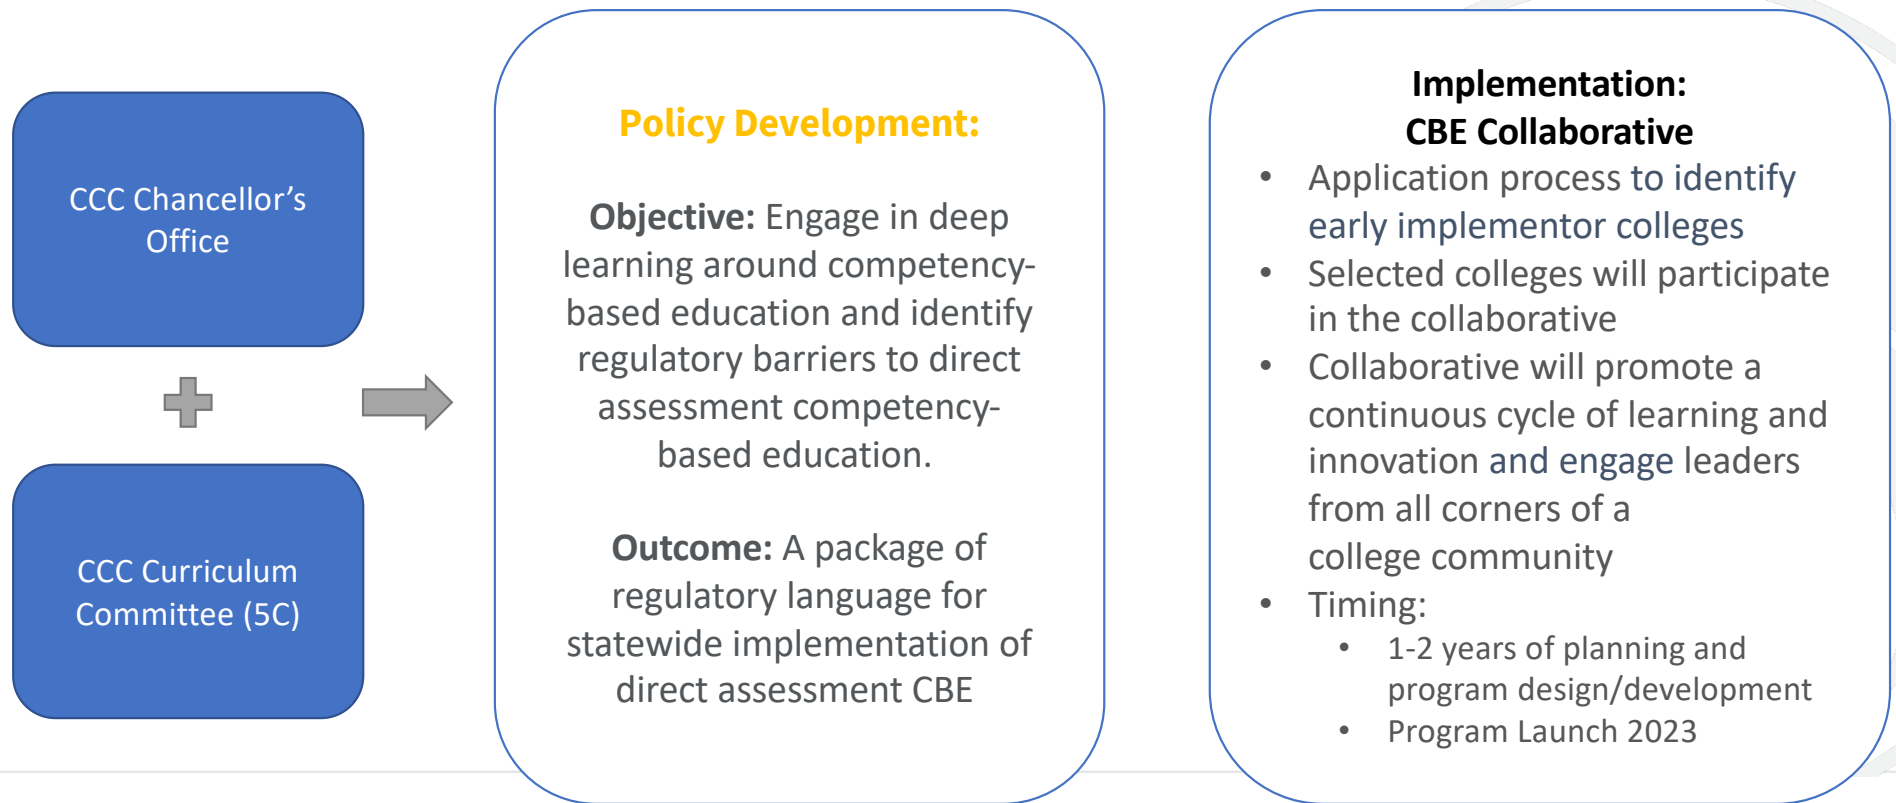 CCC Chancellor’s
Office
CCC Curriculum
Committee (5C)
Policy Development:
Objective: Engage in deep
learning around competency-
based education and identify
regulatory barriers to direct
assessment competency-
based education.
Outcome: A package of
regulatory language for
statewide implementation of
direct assessment CBE
Implementation:
CBE Collaborative
• Application process to identify
early implementor colleges
• Selected colleges will participate
in the collaborative
• Collaborative will promote a
continuous cycle of learning and
innovation and engage leaders
from all corners of a
college community
• Timing:
• 1-2 years of planning and
program design/development
• Program Launch 2023